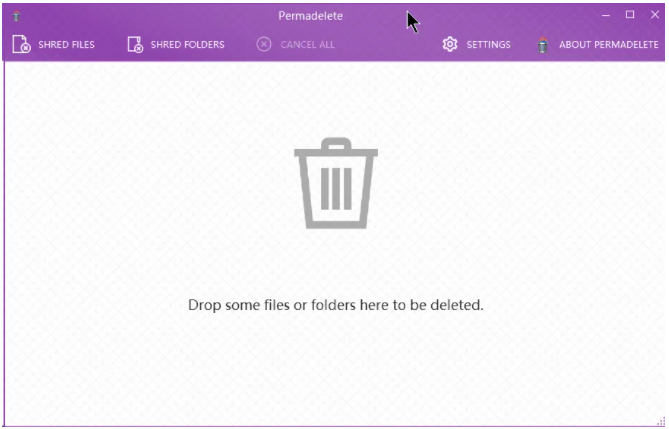 Permadelete
SHRED FILES SHRED FOLDERS CANCEL ALL SETTINGS ABOUT PERMADELETE
Drop some files or folders here to be deleted.